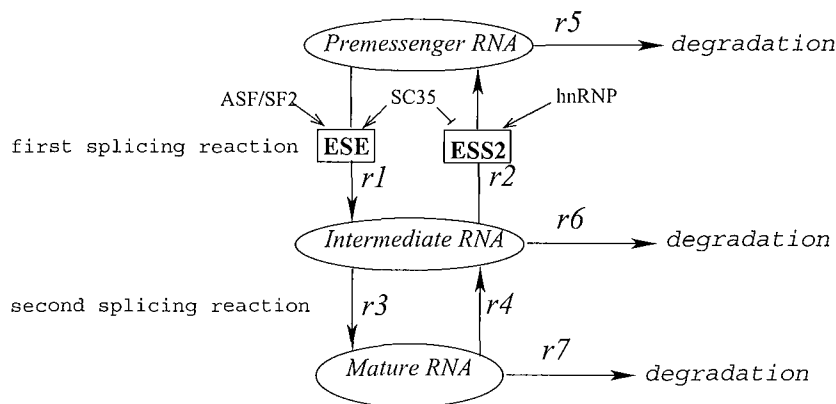 Premessenger RNA
r5
degradation
ASF/SF2
SC35
hnRNP
first splicing reaction
ESE
ESS2
r1
r2
Intermediate RNA
r6
degradation
second splicing reaction
r3
r4
Mature RNA
r7
degradation